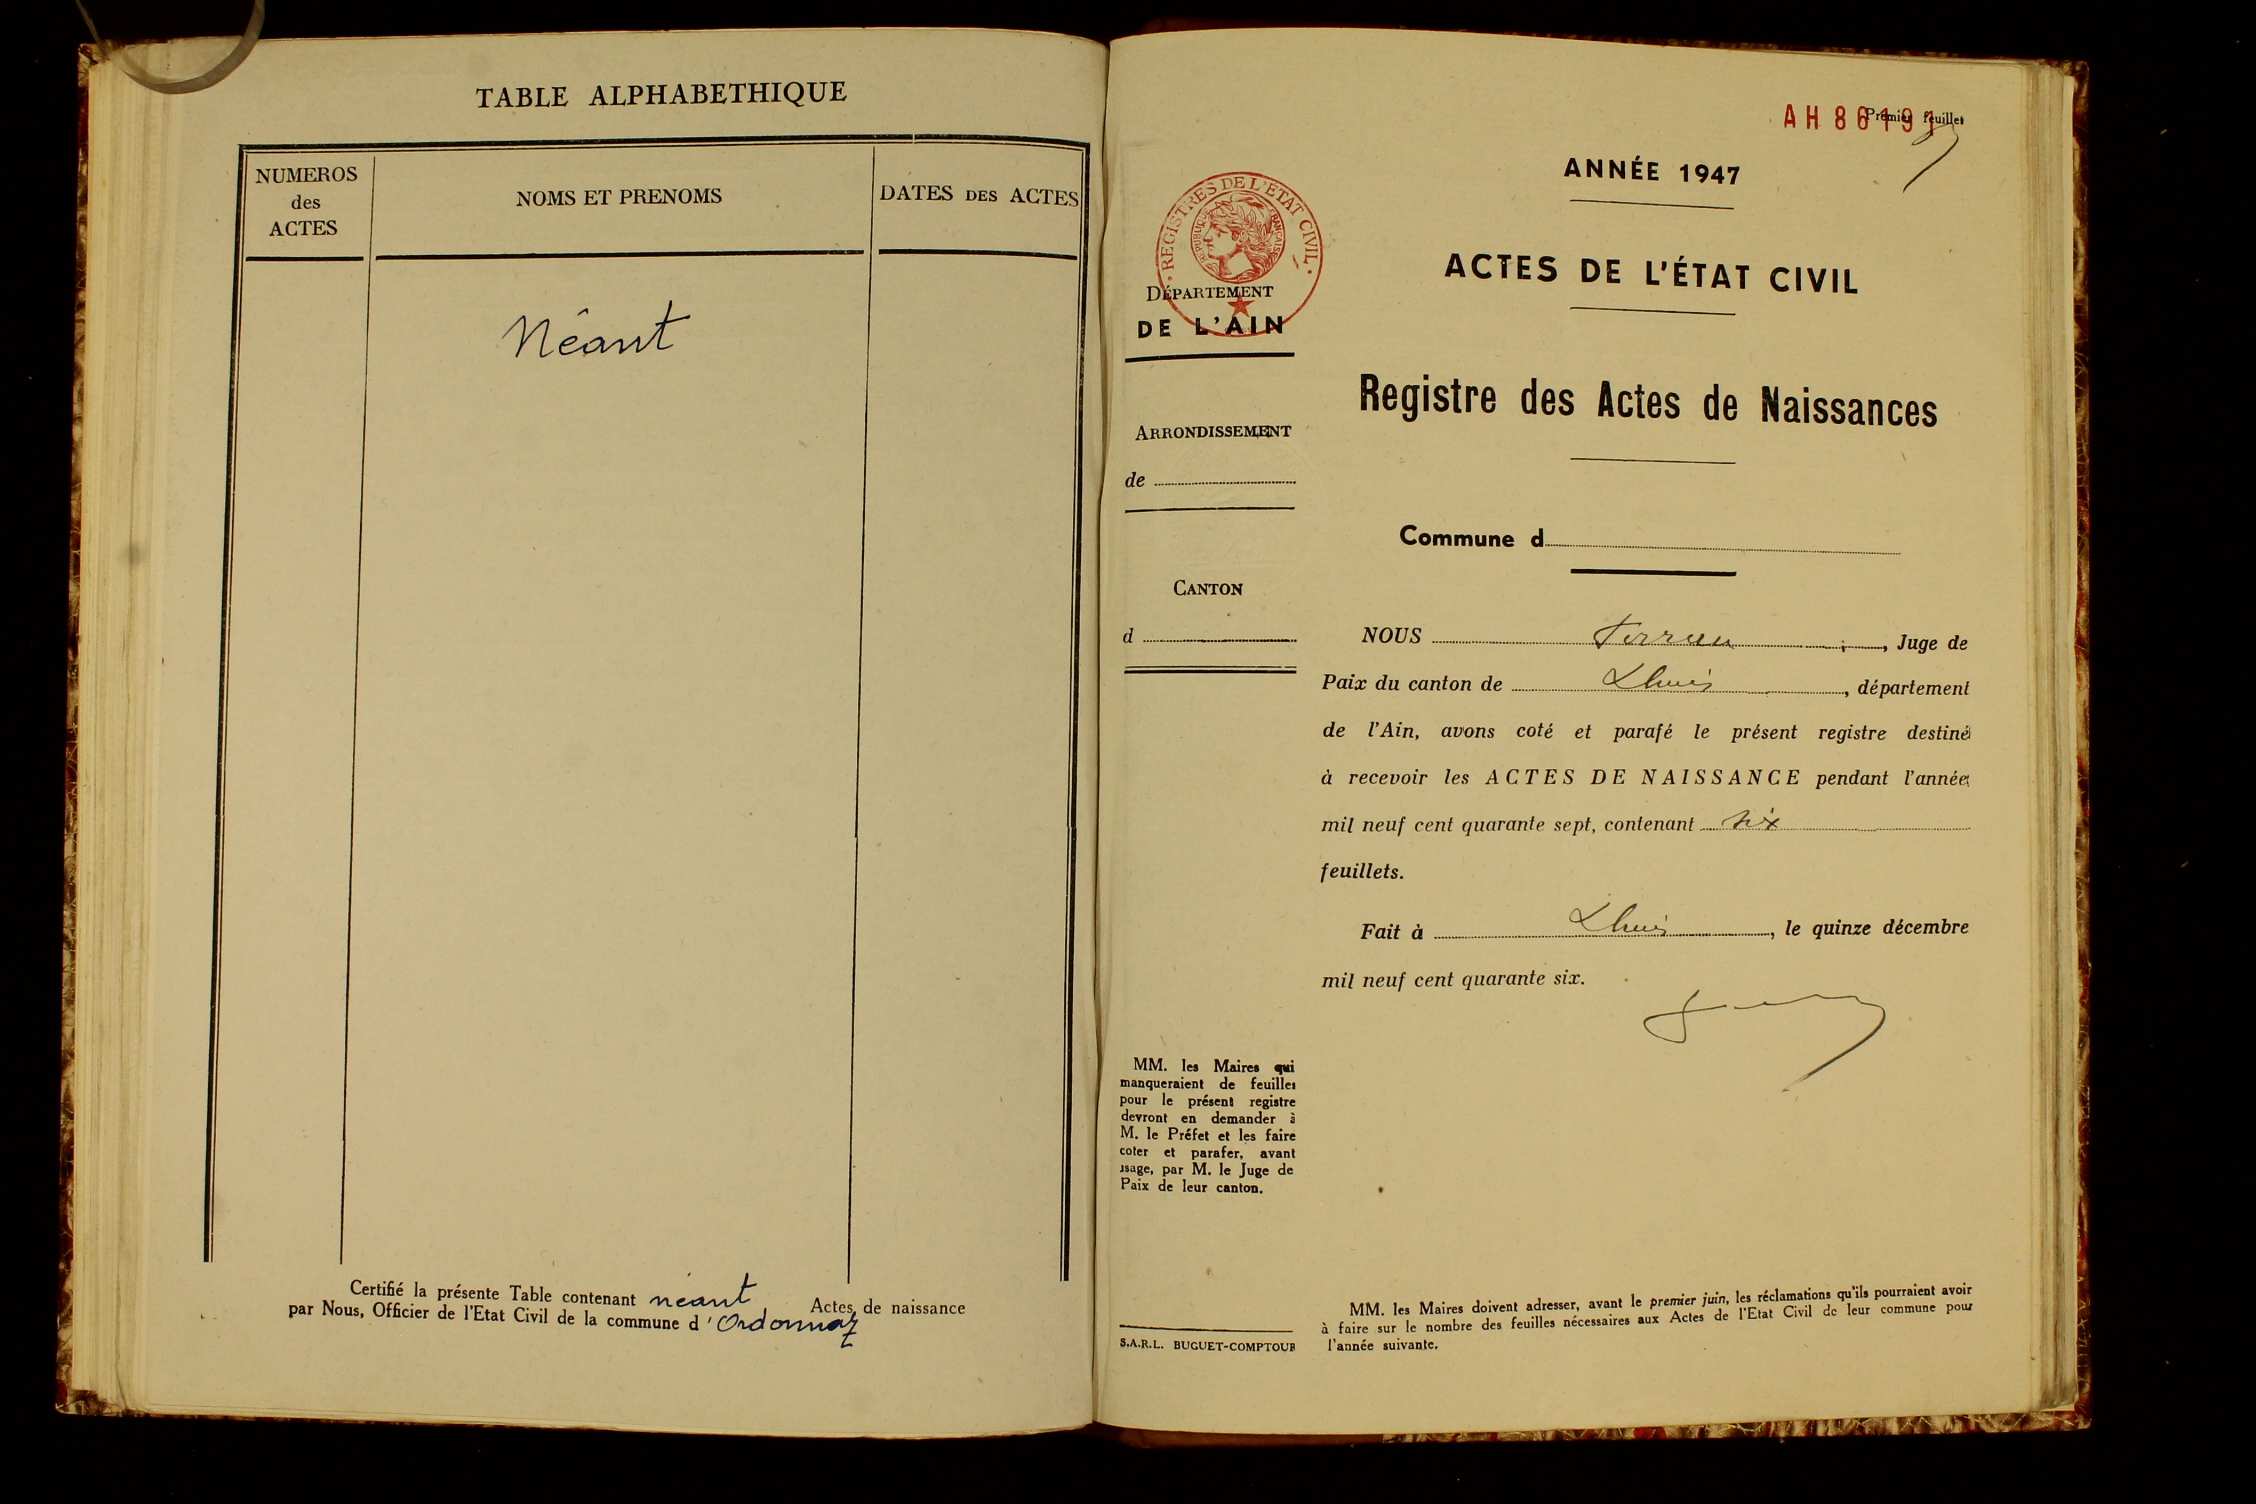 TABLE ALPHABETHIQUE
NUMEROS
des
ACTES
NOMS ET PRENOMS
DATES DES ACTES
Néant
Certifié la présente Table contenant néant Actes de naissance
par Nous, Officier de l'Etat Civil de la commune d'Ordonnaz
AH 86191
Premier feuillet
ANNÉE 1947
REGISTRES DE L'ETAT CIVIL
REPUBLIQUE FRANÇAISE
DÉPARTEMENT
DE L'AIN
ARRONDISSEMENT
de
CANTON
d
MM. les Maires qui
manqueraient de feuilles
pour le présent registre
devront en demander à
M. le Préfet et les faire
coter et parafer, avant
usage, par M. le Juge de
Paix de leur canton.
S.A.R.L. BUGUET-COMPTOUR
ACTES DE L'ÉTAT CIVIL
Registre des Actes de Naissances
Commune d
NOUS , Juge de
Paix du canton de Lhuis, département
de l'Ain, avons coté et parafé le présent registre destiné
à recevoir les ACTES DE NAISSANCE pendant l'année
mil neuf cent quarante sept, contenant six
feuillets.
Fait à Lhuis, le quinze décembre
mil neuf cent quarante six.
MM. les Maires doivent adresser, avant le premier juin, les réclamations qu'ils pourraient avoir
à faire sur le nombre des feuilles nécessaires aux Actes de l'Etat Civil de leur commune pour
l'année suivante.